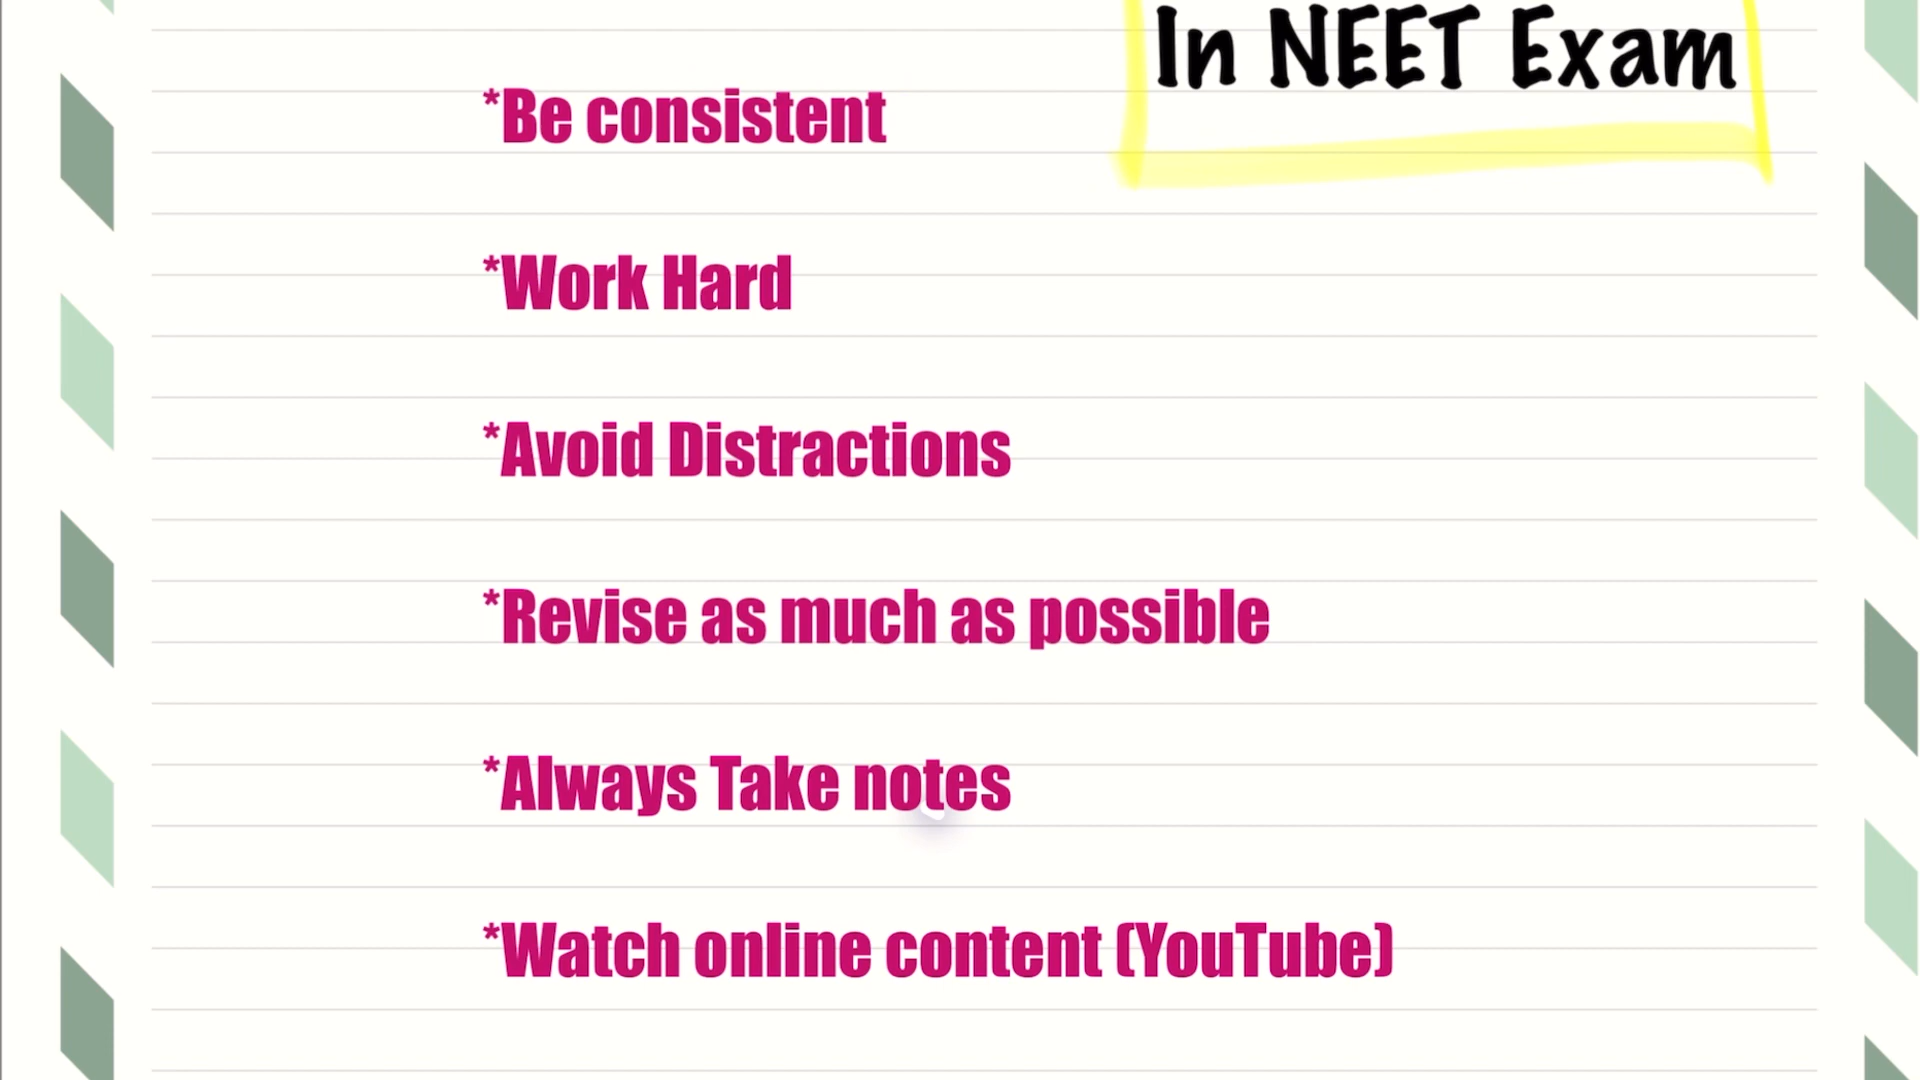 In NEET Exam
*Be consistent
*Work Hard
*Avoid Distractions
*Revise as much as possible
*Always Take notes
*Watch online content (YouTube)